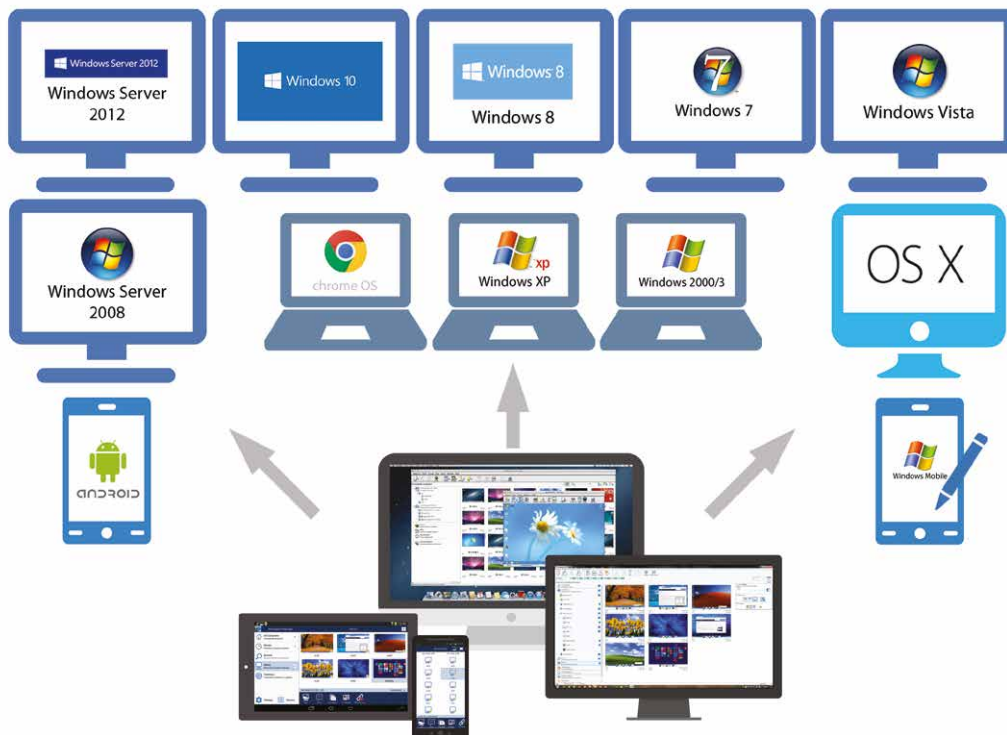 Windows Server 2012
Windows Server
2012
Windows 10
Windows 8
Windows 8
7
Windows 7
Windows Vista
Windows Server
2008
chrome OS
xp
Windows XP
Windows 2000/3
OS X
ANDROID
Windows Mobile